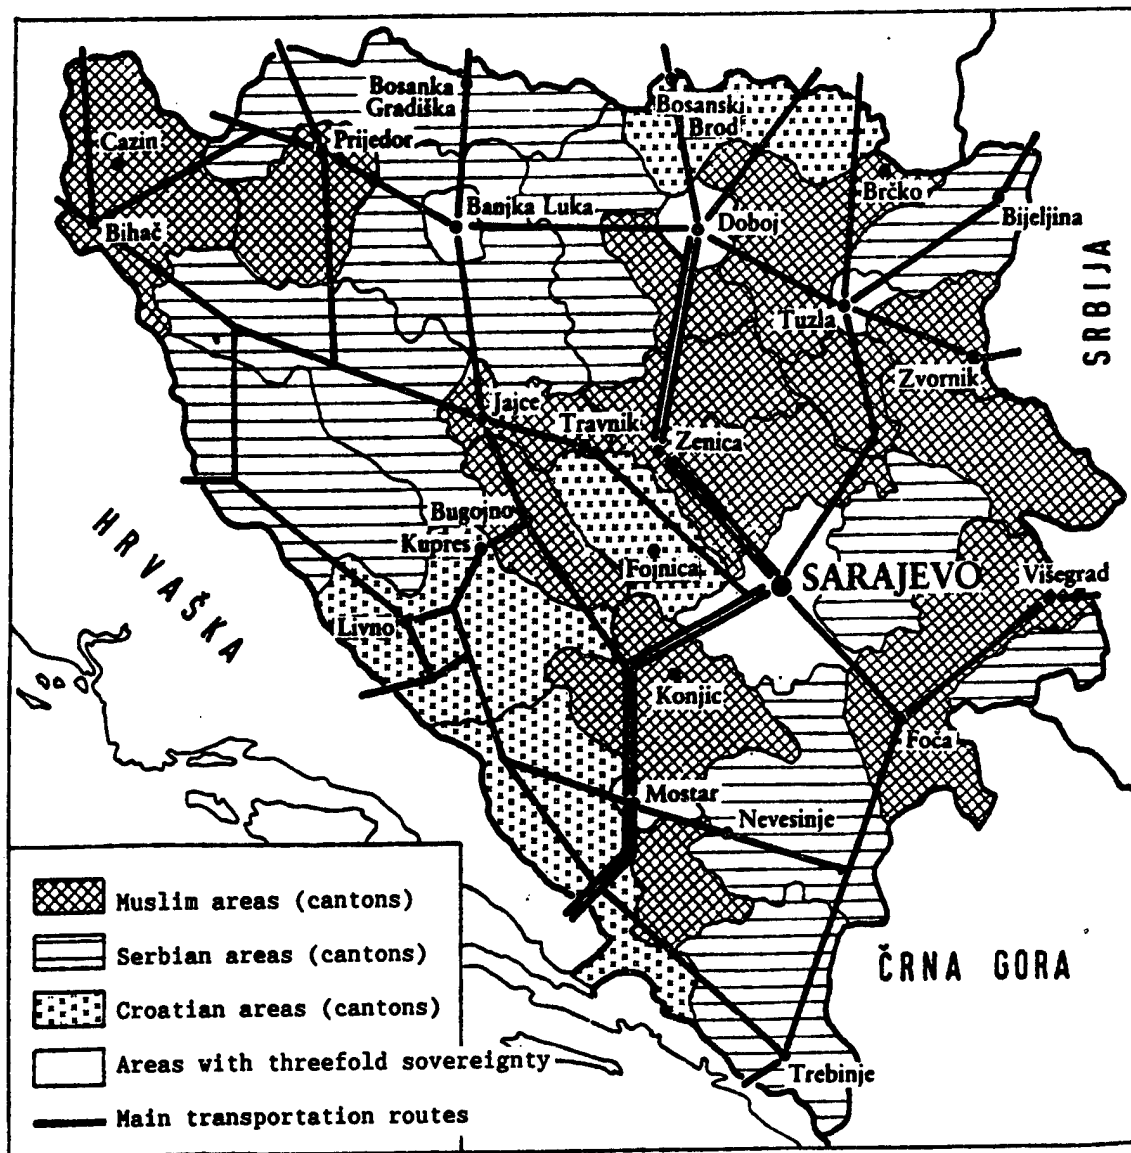 Bosanka
Gradiška
Bosanski
Brod
Cazin
Prijedor
Brčko
Bihać
Banjka Luka
Doboj
Bijeljina
SRBIJA
Tuzla
Zvornik
Jajce
Travnik
Zenica
Bugojno
Kupres
HRVAŠKA
Fojnica
SARAJEVO
Višegrad
Livno
Konjic
Foča
Mostar
Nevesinje
ČRNA GORA
Trebinje
Muslim areas (cantons)
Serbian areas (cantons)
Croatian areas (cantons)
Areas with threefold sovereignty
Main transportation routes